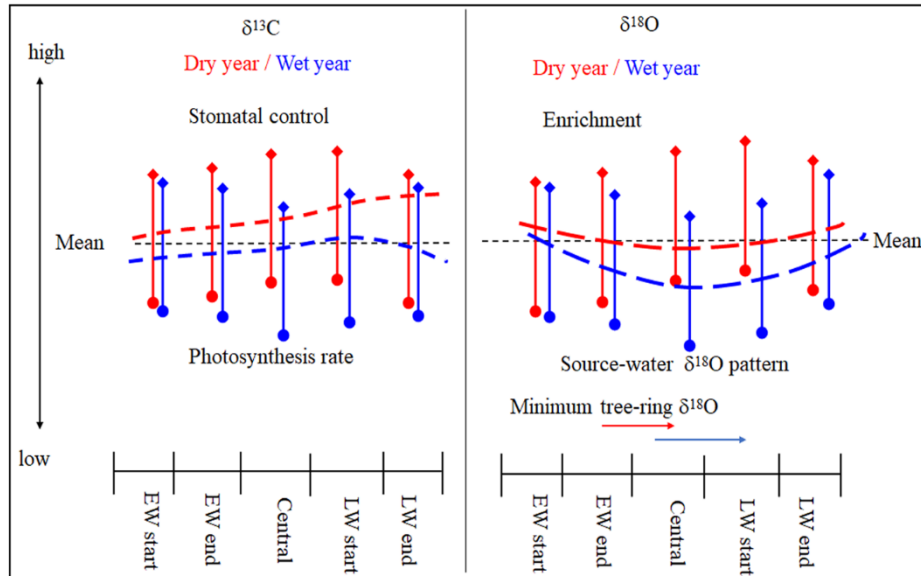 δ¹³C
high
Dry year / Wet year
Stomatal control
Mean
Photosynthesis rate
low
EW start
EW end
Central
LW start
LW end
δ¹⁸O
Dry year / Wet year
Enrichment
Mean
Source-water δ¹⁸O pattern
Minimum tree-ring δ¹⁸O
EW start
EW end
Central
LW start
LW end